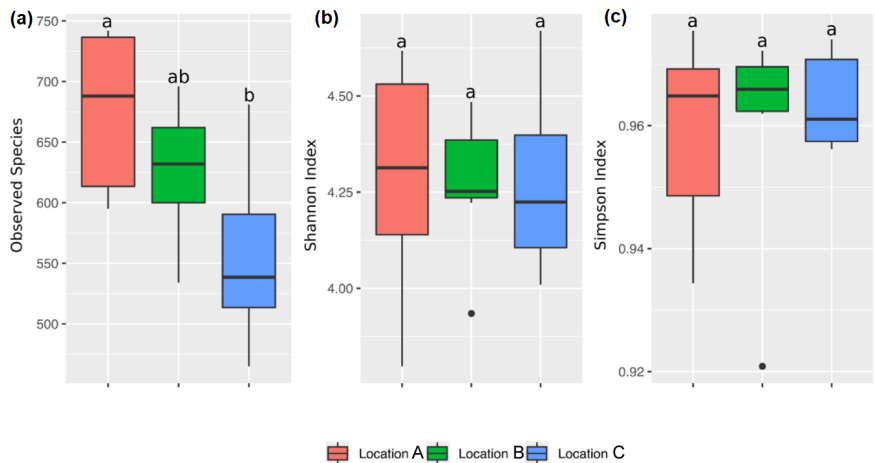 (a)
Observed Species
750
700
650
600
550
500
a
ab
b
(b)
Shannon Index
4.50
4.25
4.00
a
a
a
(c)
Simpson Index
0.96
0.94
0.92
a
a
a
Location A Location B Location C